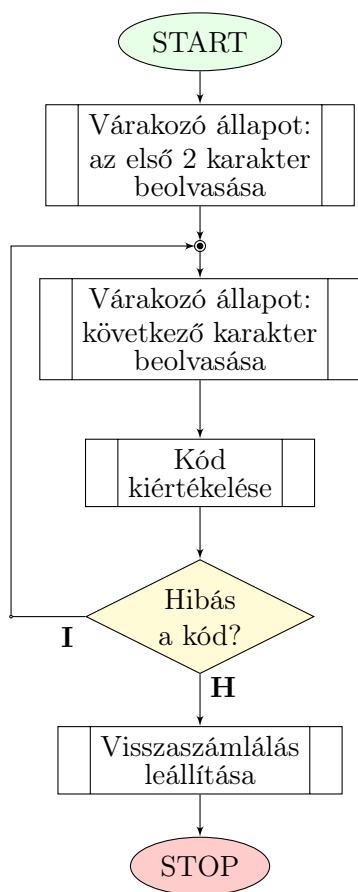 START
Várakozó állapot:
az első 2 karakter
beolvasása
Várakozó állapot:
következő karakter
beolvasása
Kód
kiértékelése
Hibás
a kód?
I
H
Visszaszámlálás
leállítása
STOP